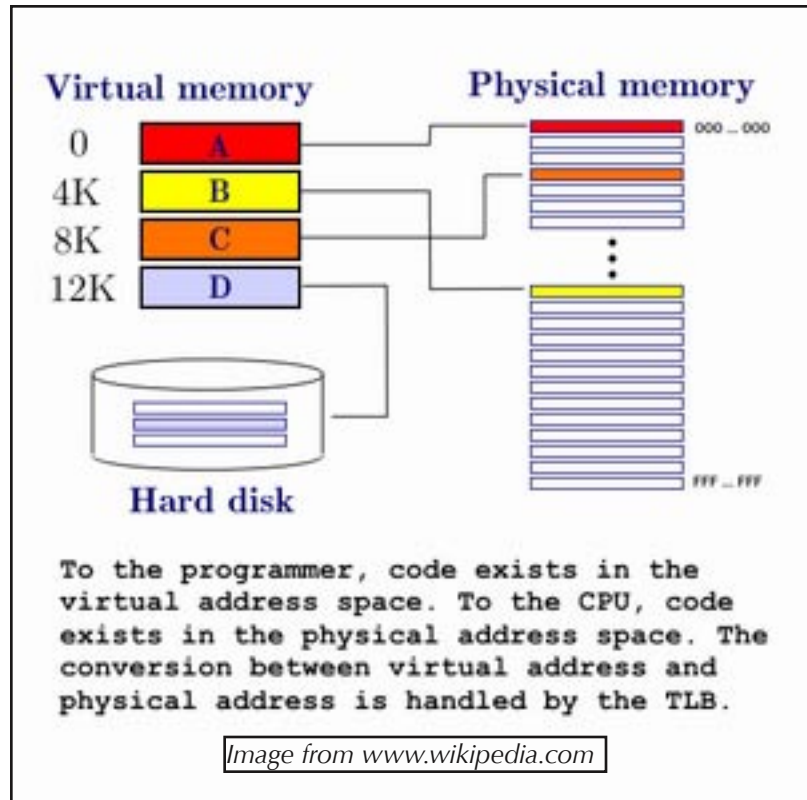 Virtual memory
Physical memory
0
A
000 ... 000
4K
B
8K
C
12K
D
Hard disk
FFF ... FFF
To the programmer, code exists in the
virtual address space. To the CPU, code
exists in the physical address space. The
conversion between virtual address and
physical address is handled by the TLB.
Image from www.wikipedia.com